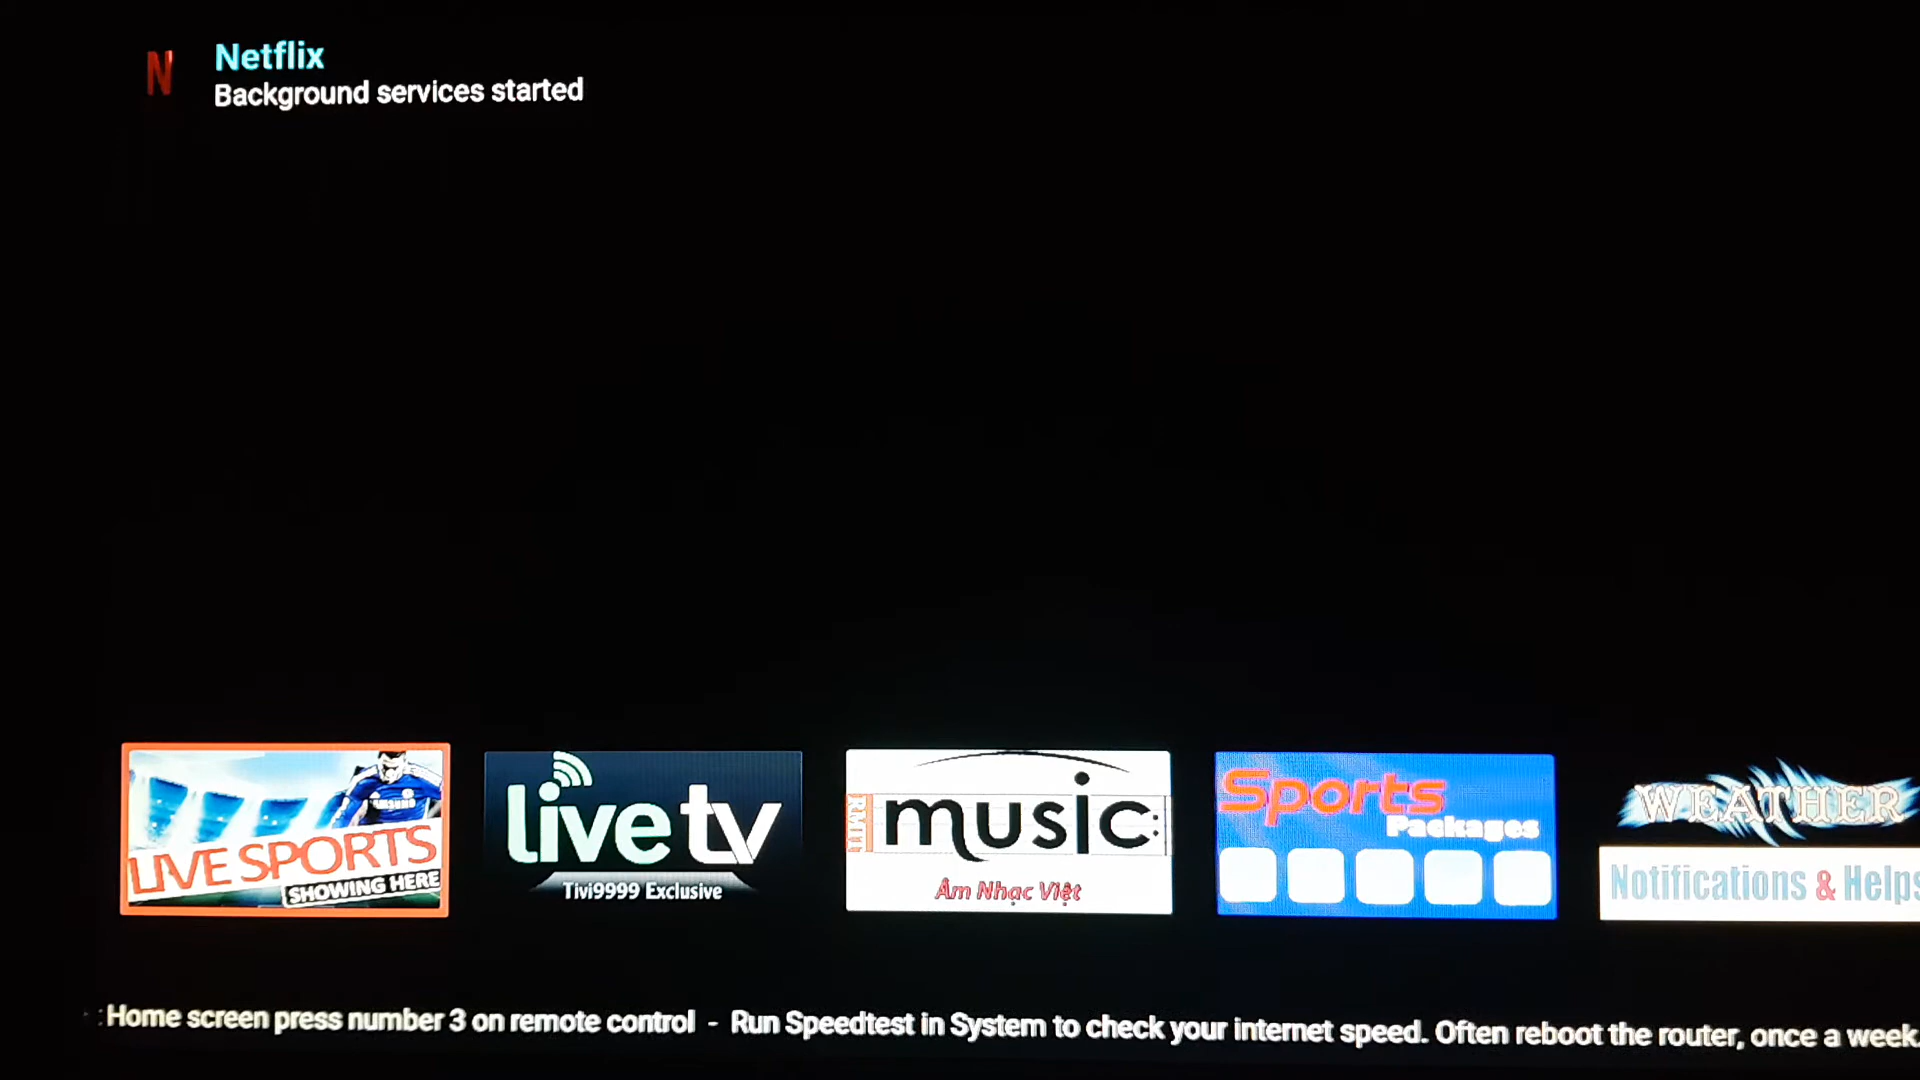 N
Netflix
Background services started
SAMSUNG
LIVE SPORTS
SHOWING HERE
live tv
Tivi9999 Exclusive
music
Âm Nhạc Việt
Sports
Packages
WEATHER
Notifications & Helps
Home screen press number 3 on remote control - Run Speedtest in System to check your internet speed. Often reboot the router, once a week.